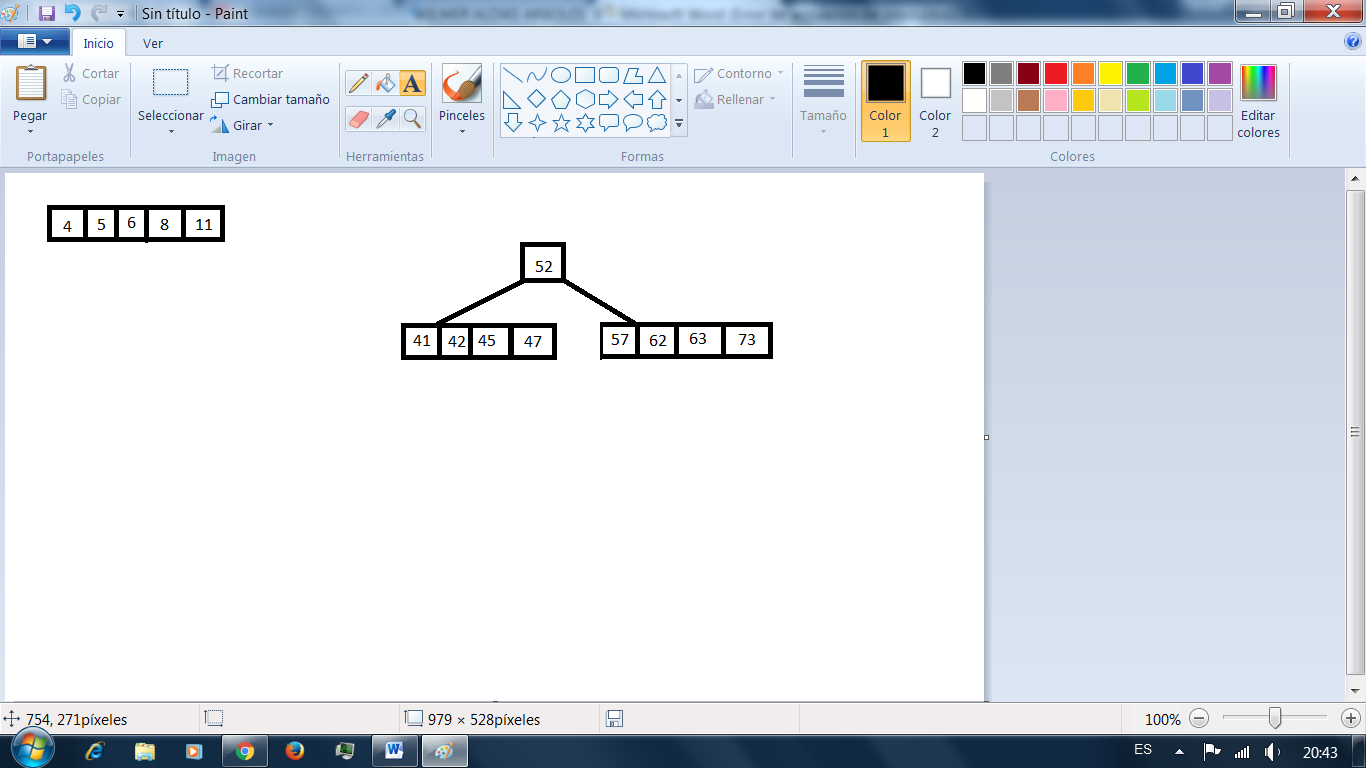 Sin título - Paint
Inicio Ver
Pegar
Cortar
Copiar
Portapapeles
Seleccionar
Recortar
Cambiar tamaño
Girar
Imagen
A
Herramientas
Pinceles
Contorno
Rellenar
Formas
Tamaño
Color 1
Color 2
Editar colores
Colores
4 5 6 8 11
52
41 42 45 47
57 62 63 73
754, 271píxeles
979 × 528píxeles
100%
ES
20:43